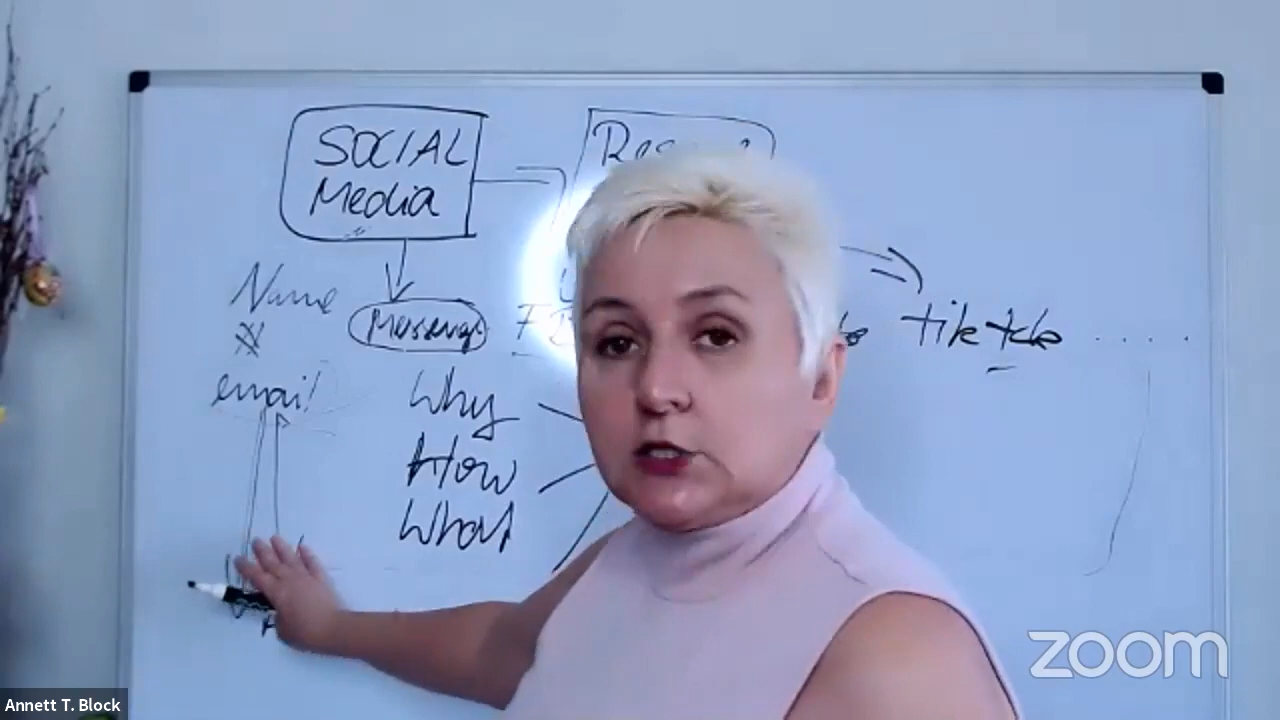 SOCIAL
Media
Name
Message
tiktok
email
Why
How
What
zoom
Annett T. Block